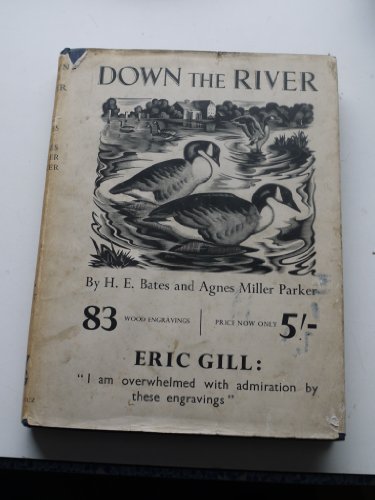 DOWN THE RIVER
By H. E. Bates and Agnes Miller Parker
83 WOOD ENGRAVINGS PRICE NOW ONLY 5/-
ERIC GILL:
"I am overwhelmed with admiration by
these engravings"